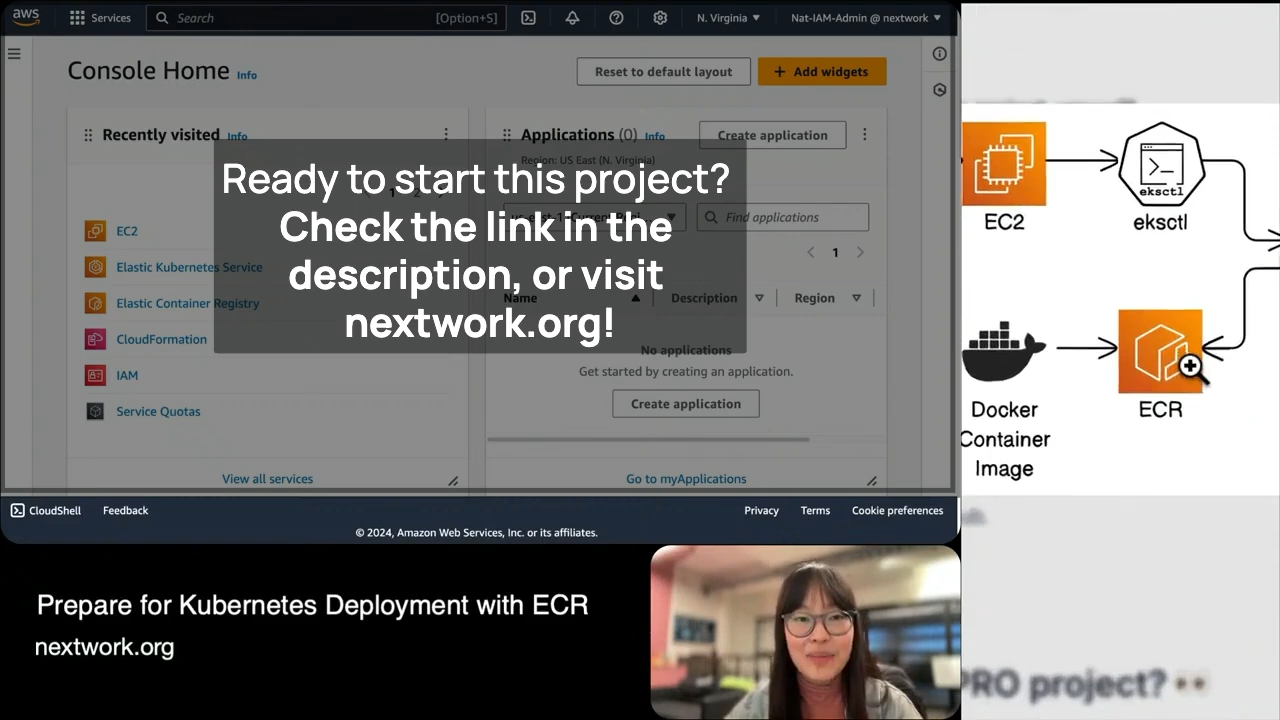 aws
Services
Search
[Option+S]
N. Virginia
Nat-IAM-Admin @ nextwork
Console Home Info
Reset to default layout
+ Add widgets
Recently visited Info
Applications (0) Info
Create application
Region: US East (N. Virginia)
Ready to start this project?
Check the link in the
description, or visit
nextwork.org!
Find applications
1
EC2
Elastic Kubernetes Service
Elastic Container Registry
CloudFormation
IAM
Service Quotas
Name
Description
Region
No applications
Get started by creating an application.
Create application
View all services
Go to myApplications
CloudShell
Feedback
Privacy
Terms
Cookie preferences
© 2024, Amazon Web Services, Inc. or its affiliates.
Prepare for Kubernetes Deployment with ECR
nextwork.org
EC2
eksctl
eksctl
Docker
Container
Image
ECR
PRO project? 👀